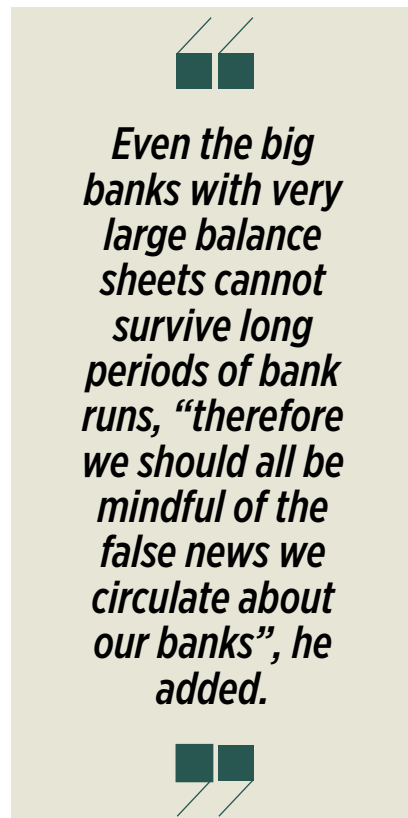 Even the big
banks with very
large balance
sheets cannot
survive long
periods of bank
runs, “therefore
we should all be
mindful of the
false news we
circulate about
our banks”, he
added.